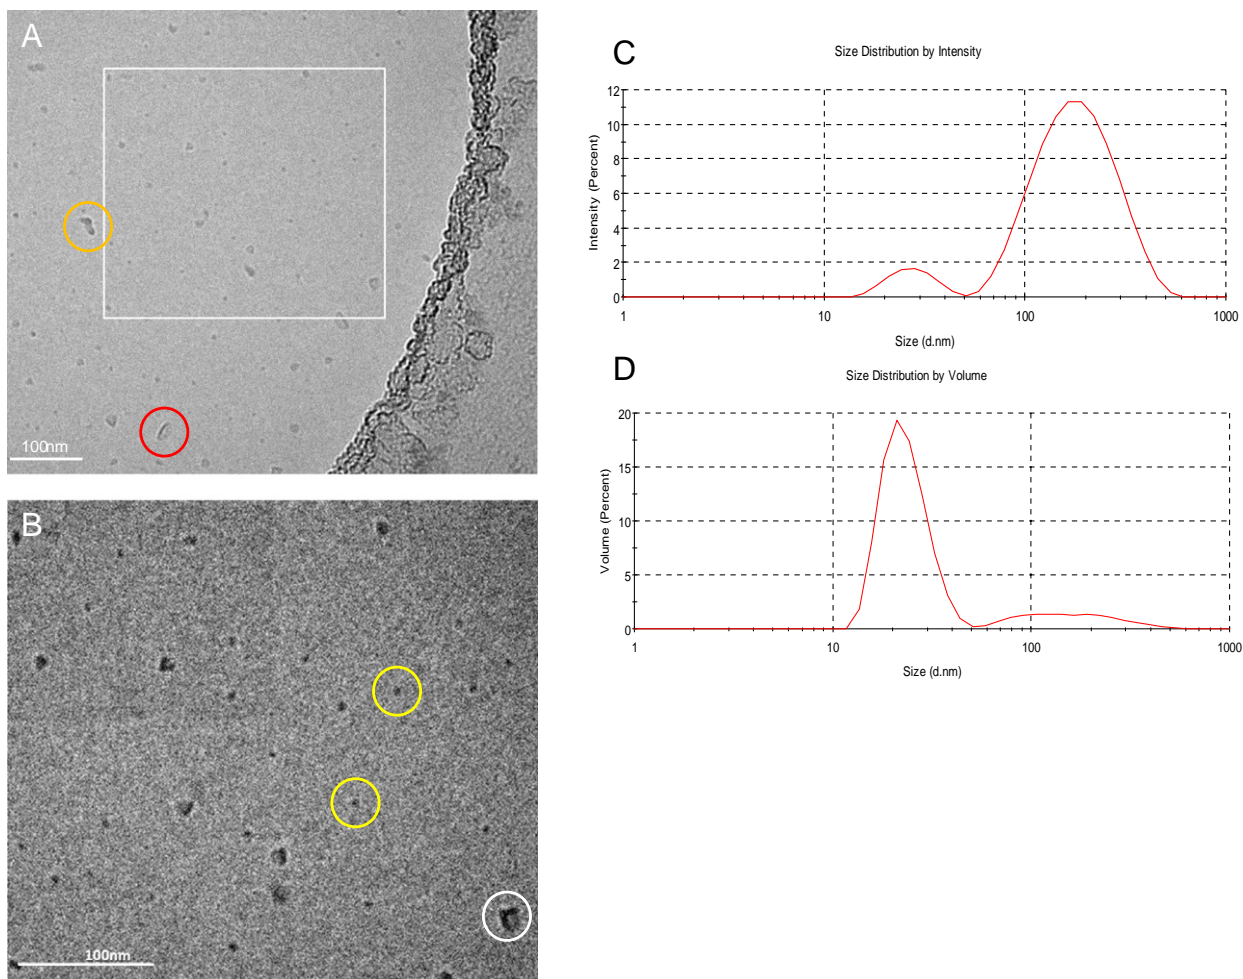 A
100nm
B
100nm
C
Size Distribution by Intensity
Intensity (Percent)
12
10
8
6
4
2
0
1
10
100
1000
Size (d.nm)
D
Size Distribution by Volume
Volume (Percent)
20
15
10
5
0
1
10
100
1000
Size (d.nm)